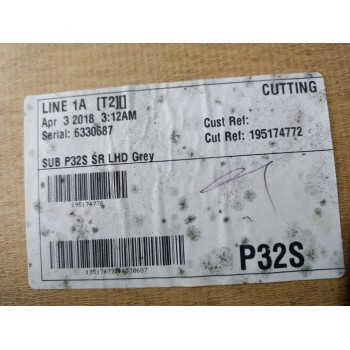 LINE 1A [T2][] CUTTING
Apr 3 2018 3:12AM
Serial: 6330687
Cust Ref:
Cut Ref: 195174772
SUB P32S SR LHD Grey
195174772
195174772
P32S